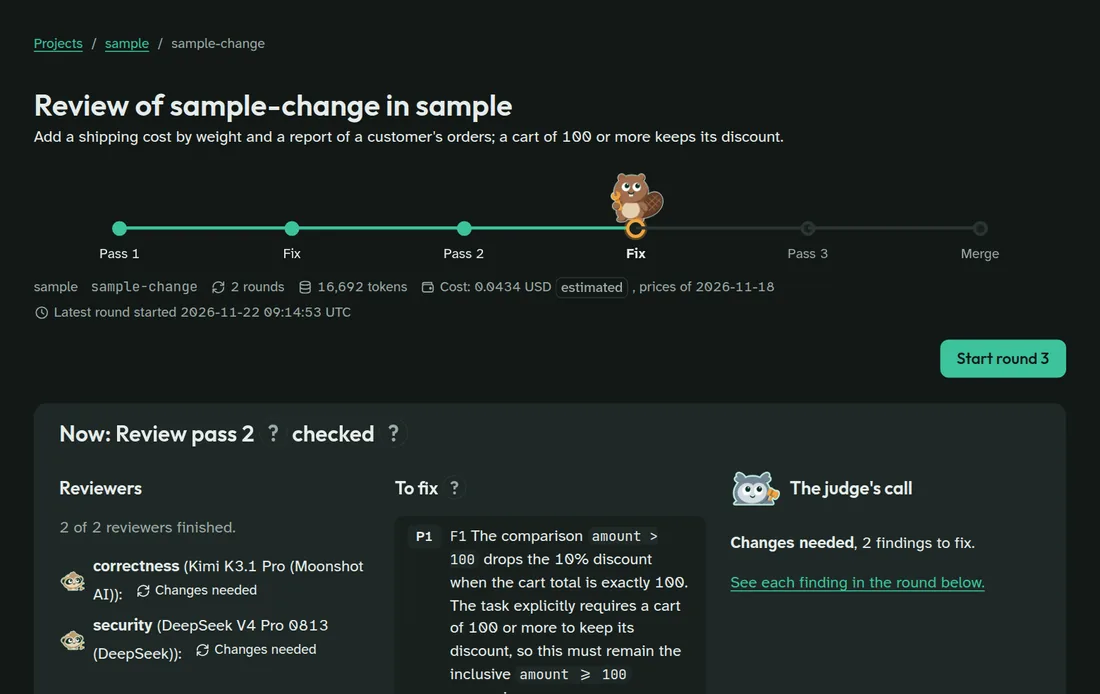 Projects / sample / sample-change
Review of sample-change in sample
Add a shipping cost by weight and a report of a customer's orders; a cart of 100 or more keeps its discount.
Pass 1
Fix
Pass 2
Fix
Pass 3
Merge
sample sample-change 2 rounds 16,692 tokens Cost: 0.0434 USD estimated , prices of 2026-11-18
Latest round started 2026-11-22 09:14:53 UTC
Start round 3
Now: Review pass 2 ? checked ?
Reviewers
2 of 2 reviewers finished.
correctness (Kimi K3.1 Pro (Moonshot
AI)): Changes needed
security (DeepSeek V4 Pro 0813
(DeepSeek)): Changes needed
To fix ?
P1 F1 The comparison amount >
100 drops the 10% discount
when the cart total is exactly 100.
The task explicitly requires a cart
of 100 or more to keep its
discount, so this must remain the
inclusive amount ≥ 100
The judge's call
Changes needed, 2 findings to fix.
See each finding in the round below.